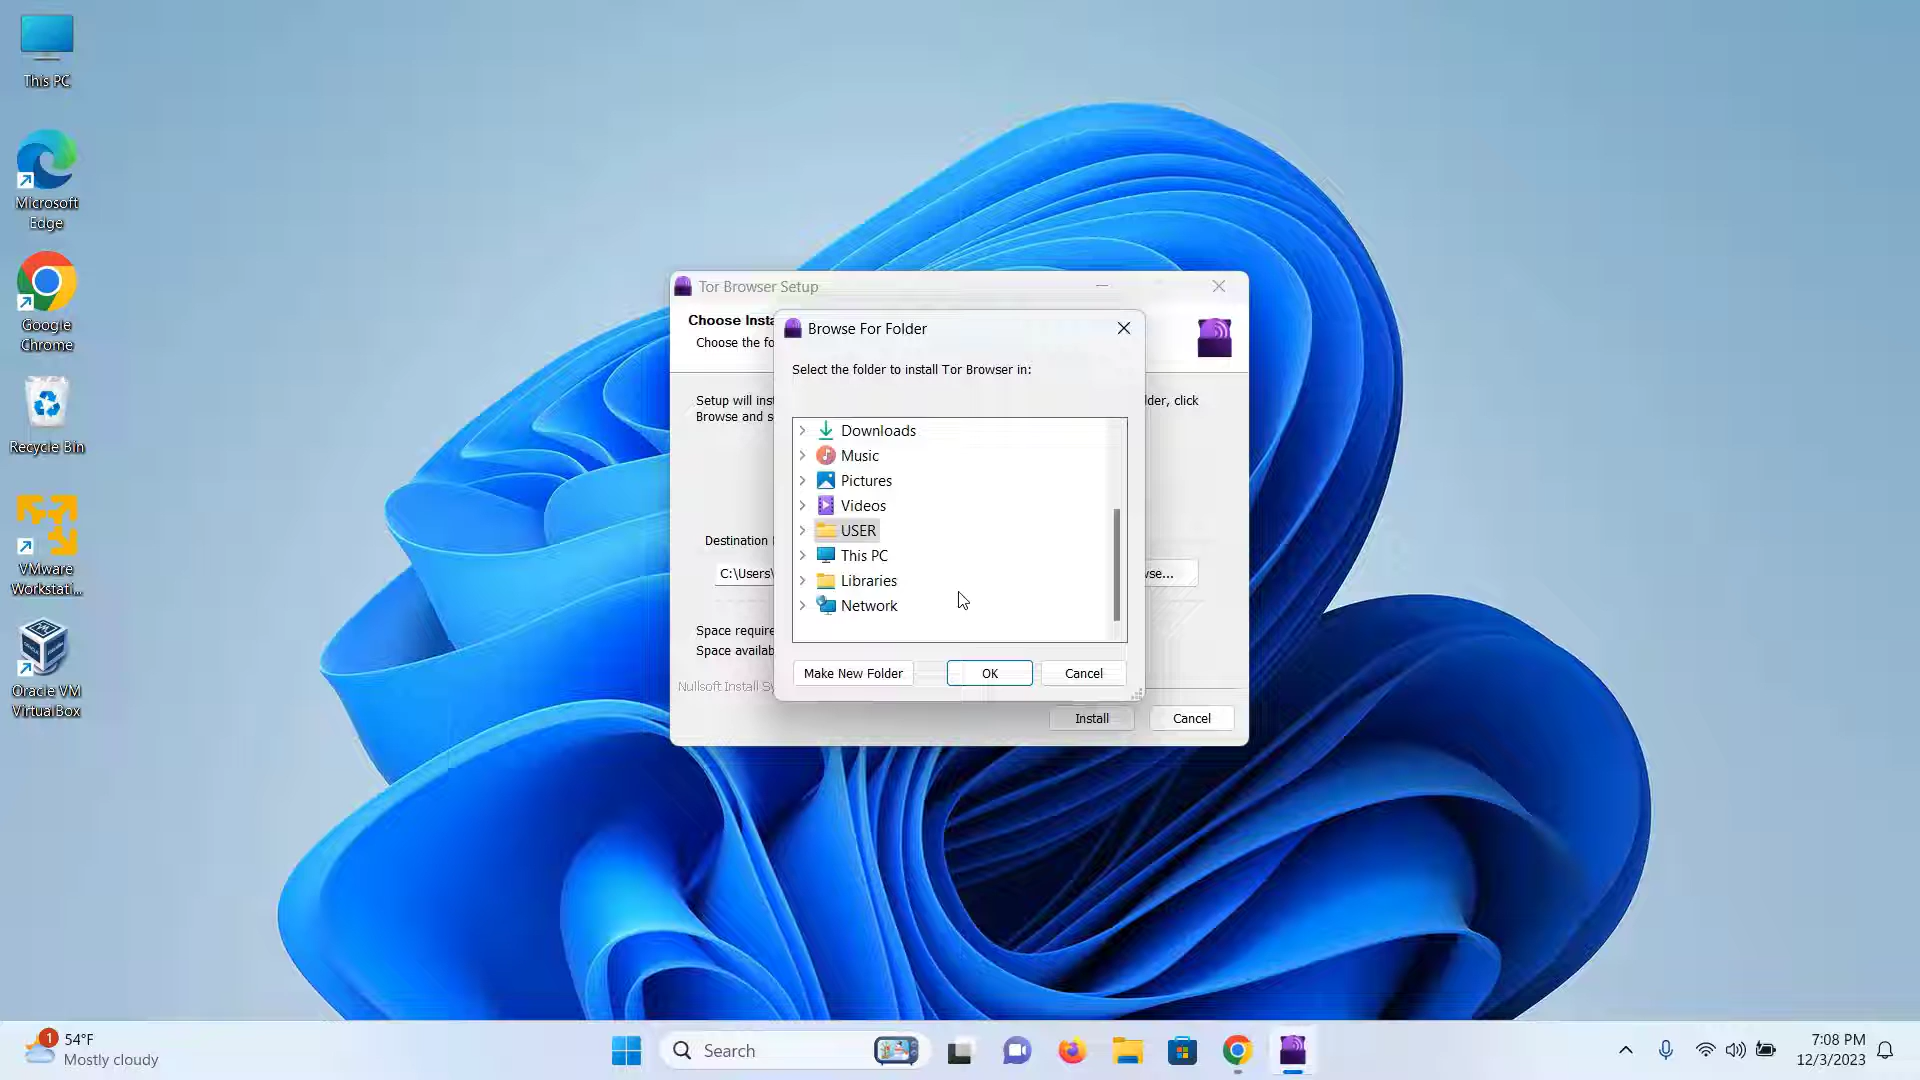 This PC
Microsoft
Edge
Google
Chrome
Recycle Bin
VMware
Workstati...
Oracle VM
VirtualBox
Tor Browser Setup
Choose Insta
Choose the fo
Setup will inst
lder, click
Browse and s
Destination
C:\Users\
wse...
Space require
Space availab
Nullsoft Install Sy
Install
Cancel
Browse For Folder
Select the folder to install Tor Browser in:
Downloads
Music
Pictures
Videos
USER
This PC
Libraries
Network
Make New Folder
OK
Cancel
1
54°F
Mostly cloudy
Search
7:08 PM
12/3/2023